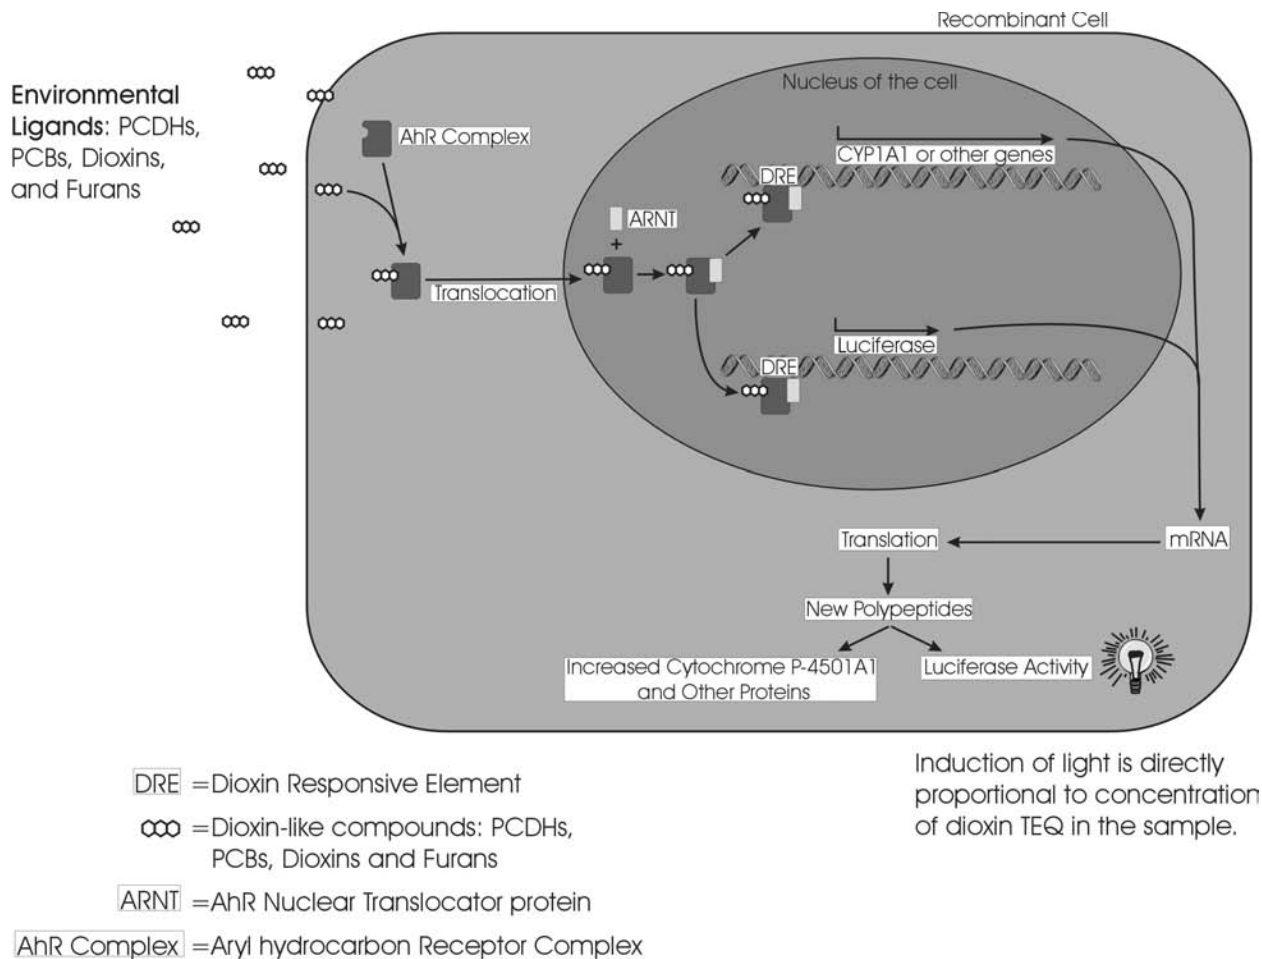 Recombinant Cell
Environmental
Ligands: PCDHs,
PCBs, Dioxins,
and Furans
AhR Complex
Nucleus of the cell
CYP1A1 or other genes
DRE
ARNT
+
Translocation
Luciferase
DRE
mRNA
Translation
New Polypeptides
Increased Cytochrome P-4501A1
and Other Proteins
Luciferase Activity
Induction of light is directly
proportional to concentration
of dioxin TEQ in the sample.
DRE =Dioxin Responsive Element
=Dioxin-like compounds: PCDHs,
PCBs, Dioxins and Furans
ARNT =AhR Nuclear Translocator protein
AhR Complex =Aryl hydrocarbon Receptor Complex